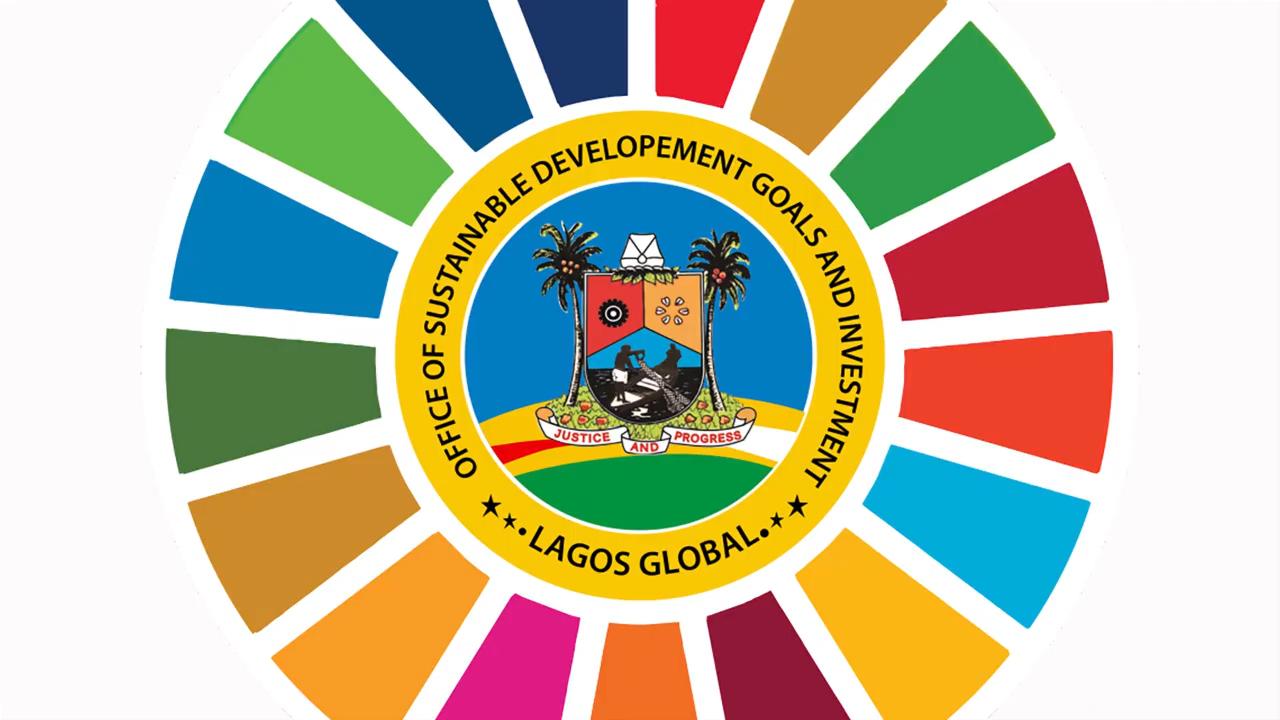 OFFICE OF SUSTAINABLE DEVELOPEMENT GOALS AND INVESTMENT
JUSTICE AND PROGRESS
LAGOS GLOBAL